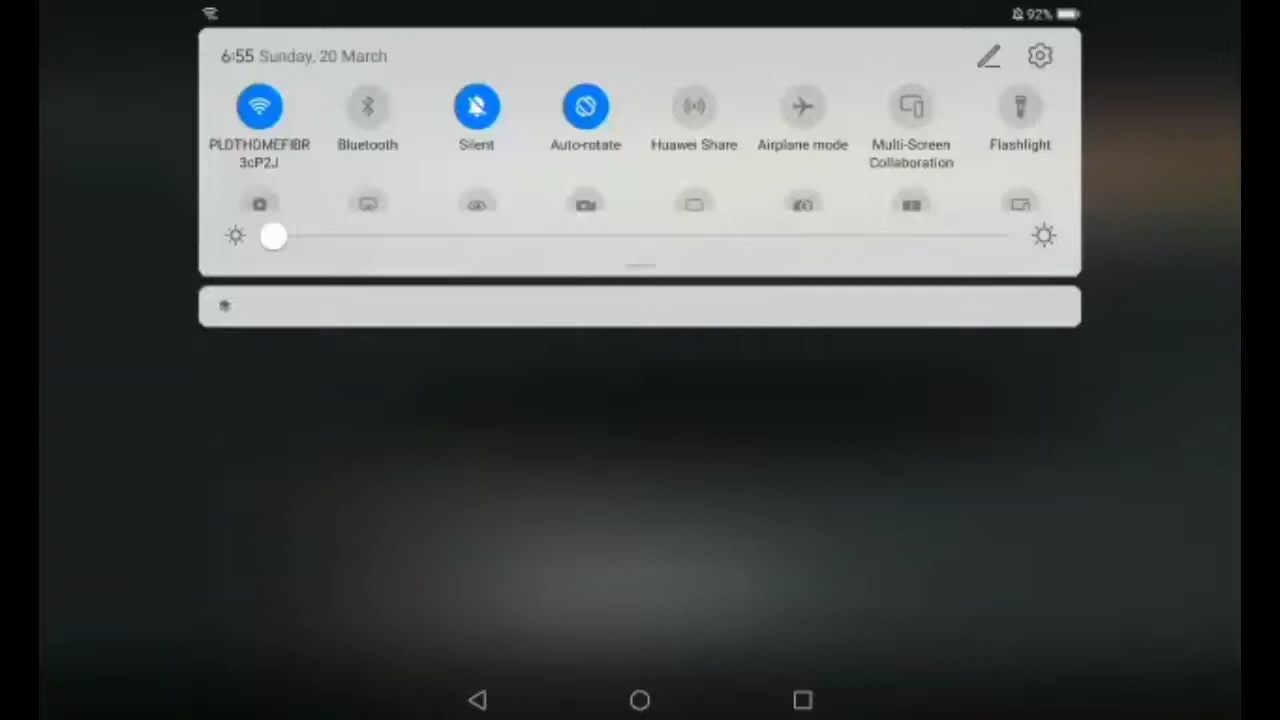 92%
6:55 Sunday, 20 March
PLDTHOMEFIBR
3cP2J
Bluetooth
Silent
Auto-rotate
Huawei Share
Airplane mode
Multi-Screen
Collaboration
Flashlight